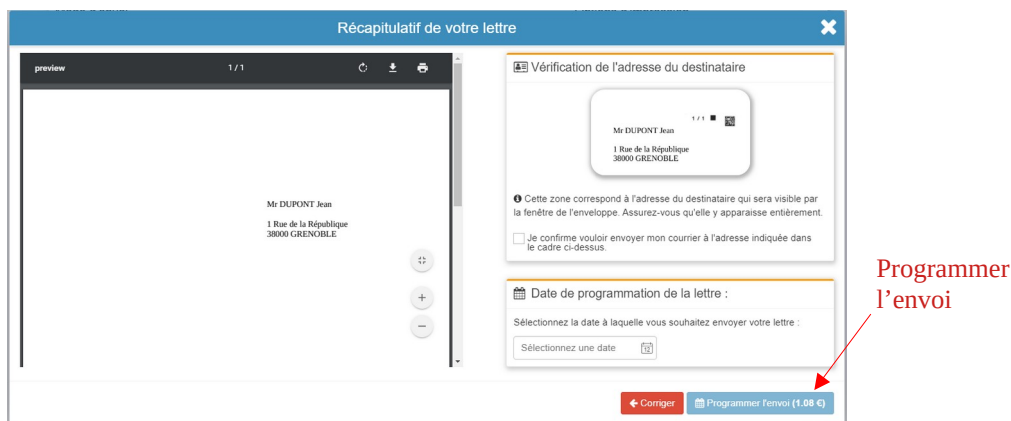 Récapitulatif de votre lettre
preview
1 / 1
Mr DUPONT Jean
1 Rue de la République
38000 GRENOBLE
Vérification de l'adresse du destinataire
1 / 1
Mr DUPONT Jean
1 Rue de la République
38000 GRENOBLE
Cette zone correspond à l'adresse du destinataire qui sera visible par
la fenêtre de l'enveloppe. Assurez-vous qu'elle y apparaisse entièrement.
Je confirme vouloir envoyer mon courrier à l'adresse indiquée dans
le cadre ci-dessus.
Date de programmation de la lettre :
Sélectionnez la date à laquelle vous souhaitez envoyer votre lettre :
Sélectionnez une date
Corriger
Programmer l'envoi (1.08 €)
Programmer
l’envoi